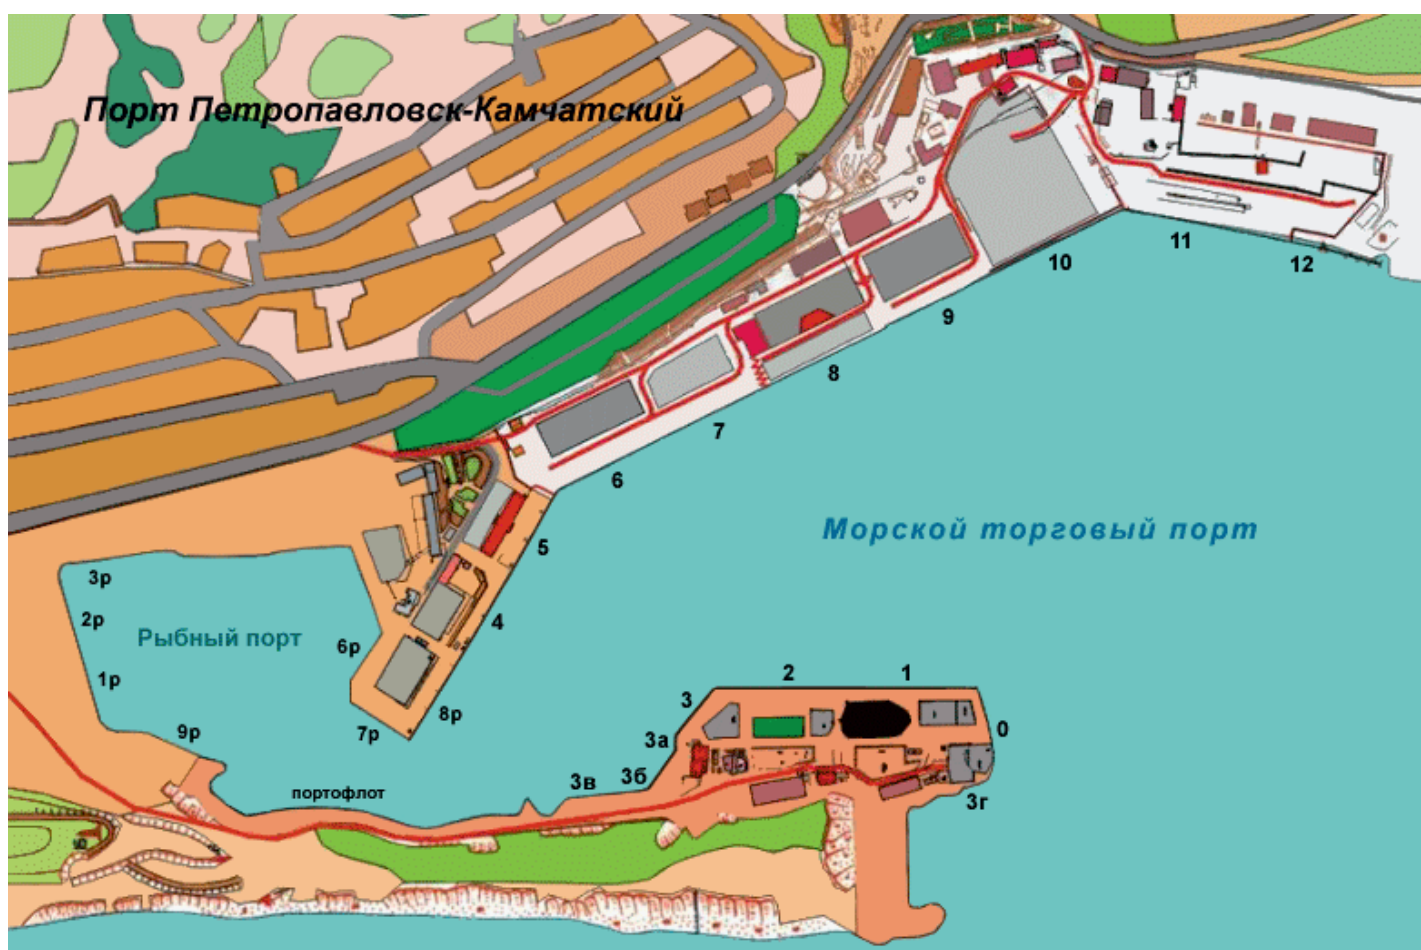 Порт Петропавловск-Камчатский
11
12
10
9
8
7
6
Морской торговый порт
5
3р
2р
4
Рыбный порт
6р
1р
2
1
3
8р
9р
7р
0
3а
3б
3в
портофлот
3г